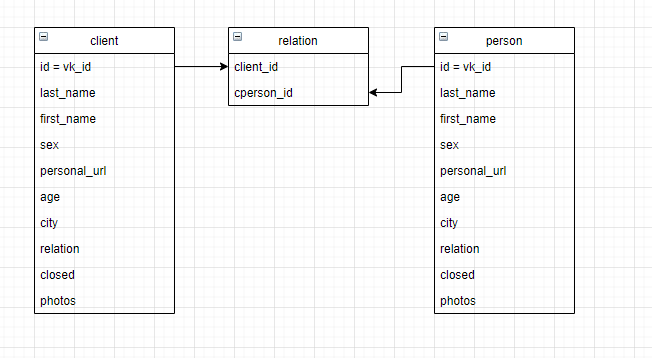 client
id = vk_id
last_name
first_name
sex
personal_url
age
city
relation
closed
photos
relation
client_id
cperson_id
person
id = vk_id
last_name
first_name
sex
personal_url
age
city
relation
closed
photos